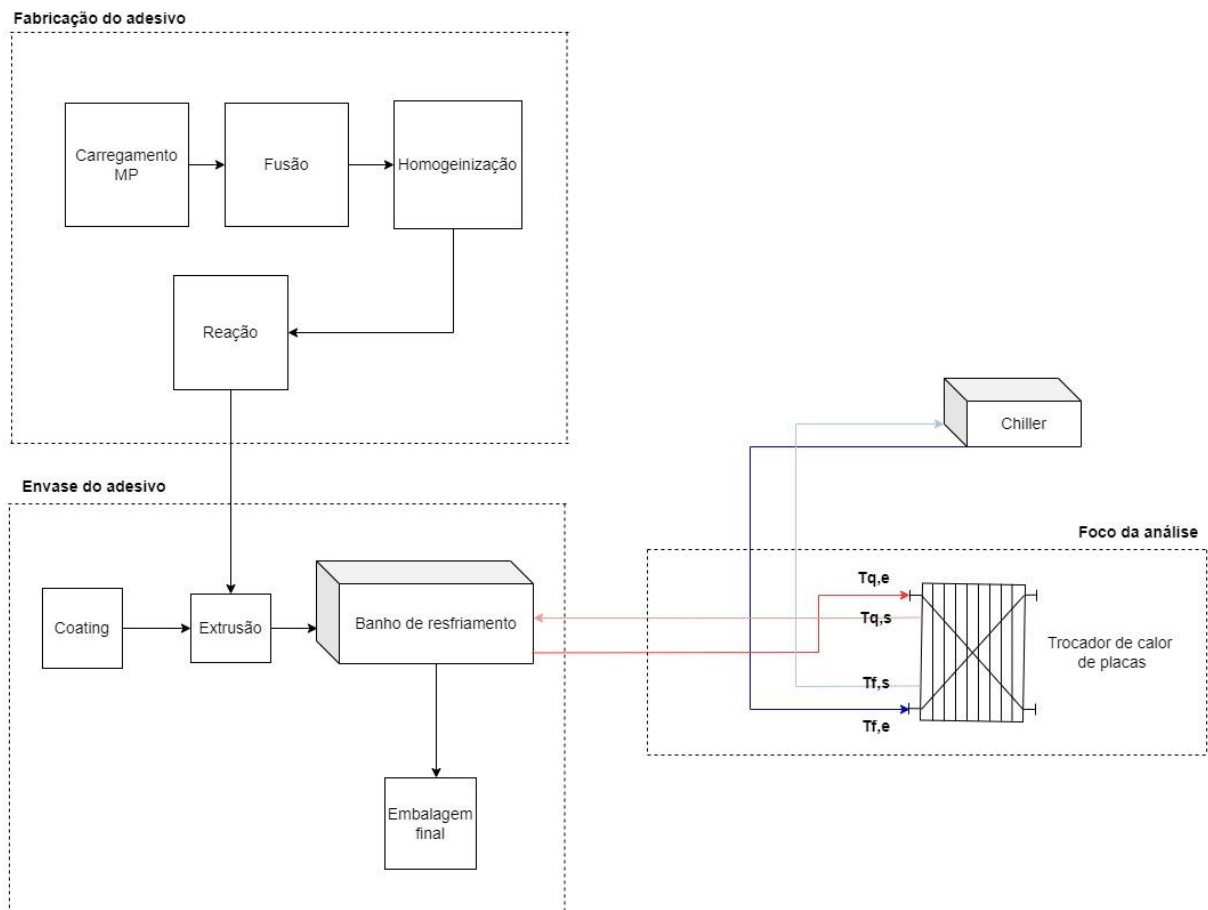 Fabricação do adesivo
Carregamento
MP
Fusão
Homogeinização
Reação
Chiller
Envase do adesivo
Foco da análise
Coating
Extrusão
Banho de resfriamento
Tq,e
Tq,s
Tf,s
Tf,e
Trocador de calor
de placas
Embalagem
final